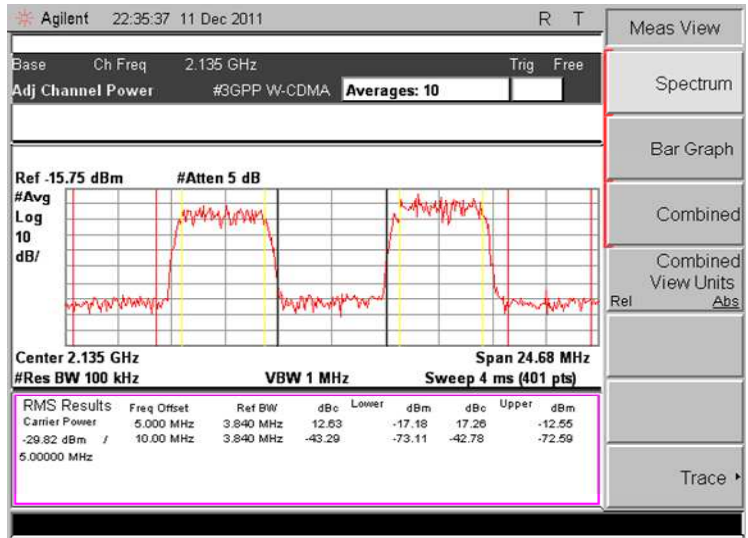 Agilent 22:35:37 11 Dec 2011 R T
Meas View
Base Ch Freq 2.135 GHz Trig Free
Adj Channel Power #3GPP W-CDMA Averages: 10
Spectrum
Bar Graph
Combined
Combined View Units
Rel Abs
Ref -15.75 dBm #Atten 5 dB
#Avg
Log
10
dB/
Center 2.135 GHz Span 24.68 MHz
#Res BW 100 kHz VBW 1 MHz Sweep 4 ms (401 pts)
RMS Results Freq Offset Ref BW dBc Lower dBm dBc Upper dBm
Carrier Power 5.000 MHz 3.840 MHz 12.63 -17.18 17.26 -12.55
-29.82 dBm / 10.00 MHz 3.840 MHz -43.29 -73.11 -42.78 -72.59
5.00000 MHz
Trace